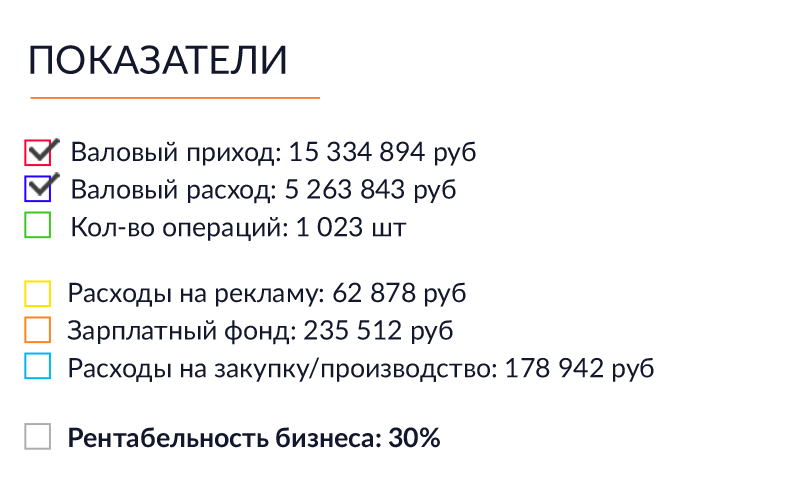 ПОКАЗАТЕЛИ
Валовый приход: 15 334 894 руб
Валовый расход: 5 263 843 руб
Кол-во операций: 1 023 шт
Расходы на рекламу: 62 878 руб
Зарплатный фонд: 235 512 руб
Расходы на закупку/производство: 178 942 руб
Рентабельность бизнеса: 30%